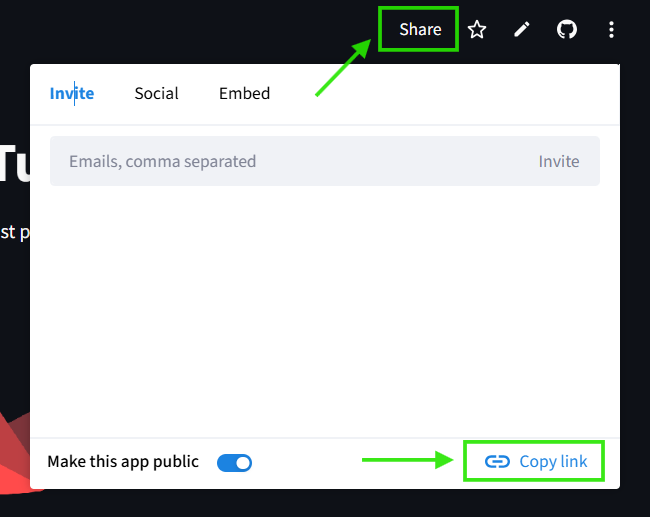 Share
Invite Social Embed
Tu
Emails, comma separated Invite
st p
Make this app public Copy link